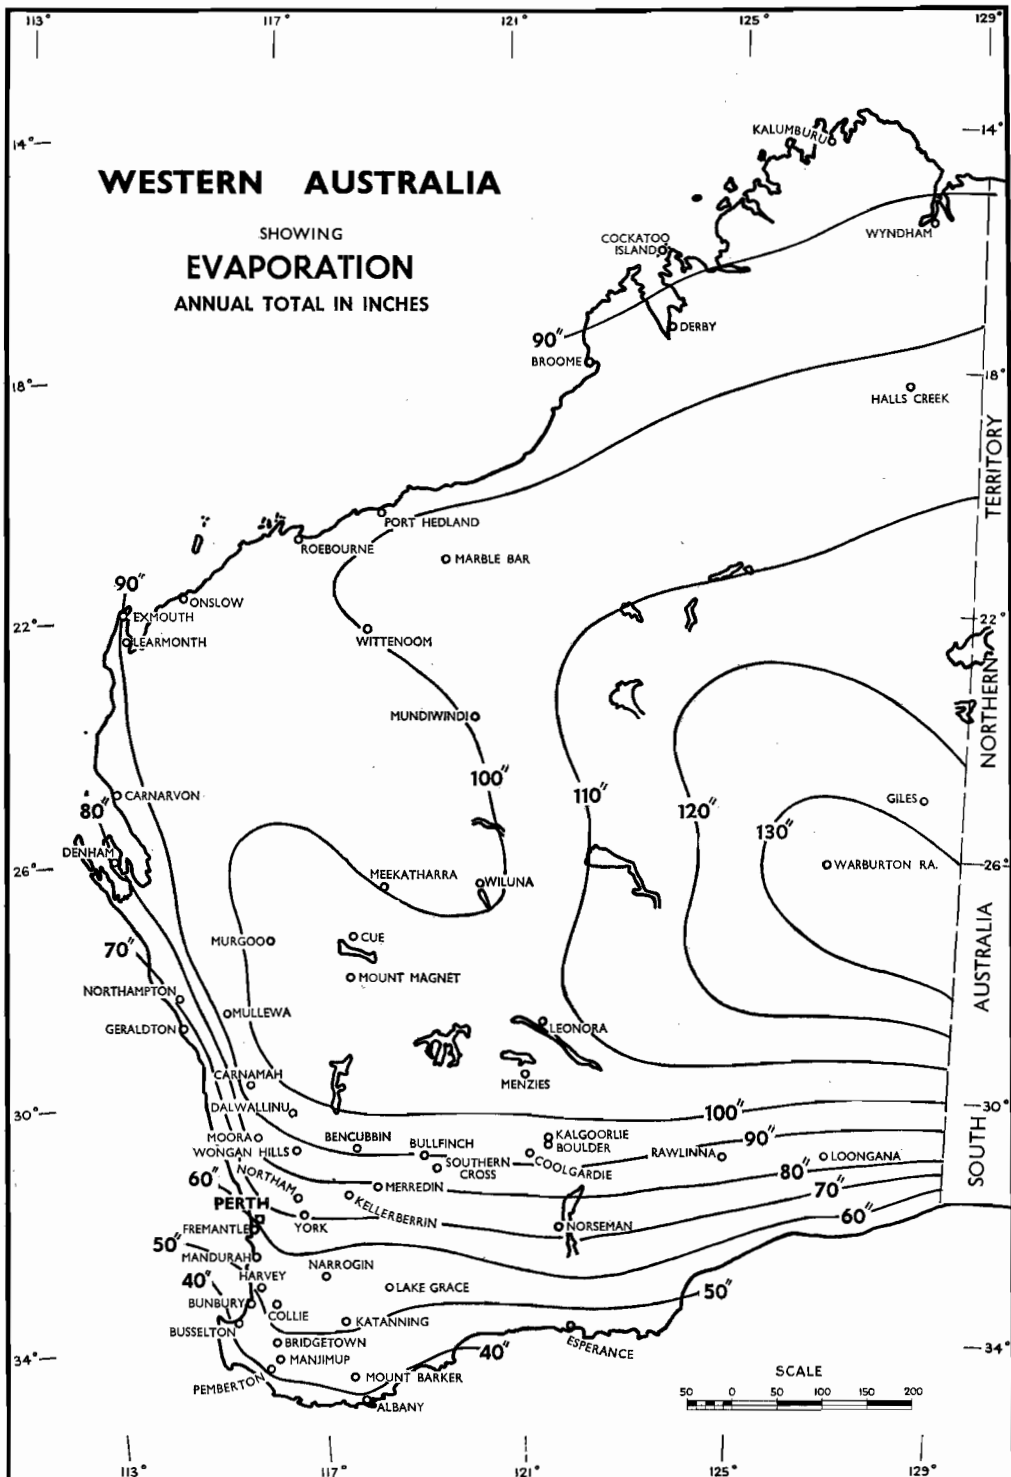 113°
117°
121°
125°
129°
14°
14°
KALUMBURU
WESTERN AUSTRALIA
SHOWING
EVAPORATION
ANNUAL TOTAL IN INCHES
WYNDHAM
COCKATOO
ISLAND
DERBY
90"
BROOME
18°
18°
HALLS CREEK
TERRITORY
PORT HEDLAND
ROEBOURNE
MARBLE BAR
90"
ONSLOW
EXMOUTH
LEARMONTH
22°
22°
WITTENOOM
NORTHERN
MUNDIWINDI
100"
110"
120"
130"
CARNARVON
80"
GILES
DENHAM
26°
26°
MEEKATHARRA
WILUNA
WARBURTON RA.
MURGOO
CUE
70"
MOUNT MAGNET
AUSTRALIA
NORTHAMPTON
MULLEWA
GERALDTON
LEONORA
CARNAMAH
MENZIES
30°
30°
DALWALLINU
100"
MOORA
BENCUBBIN
BULLFINCH
KALGOORLIE
BOULDER
90"
WONGAN HILLS
SOUTHERN
CROSS
COOLGARDIE
RAWLINNA
LOONGANA
SOUTH
60"
NORTHAM
MERREDIN
80"
70"
KELLERBERRIN
PERTH
YORK
NORSEMAN
60"
FREMANTLE
50"
MANDURAH
NARROGIN
HARVEY
40"
LAKE GRACE
50"
BUNBURY
COLLIE
KATANNING
BUSSELTON
BRIDGETOWN
ESPERANCE
40"
34°
34°
MANJIMUP
PEMBERTON
MOUNT BARKER
ALBANY
SCALE
50 0 50 100 150 200
113°
117°
121°
125°
129°